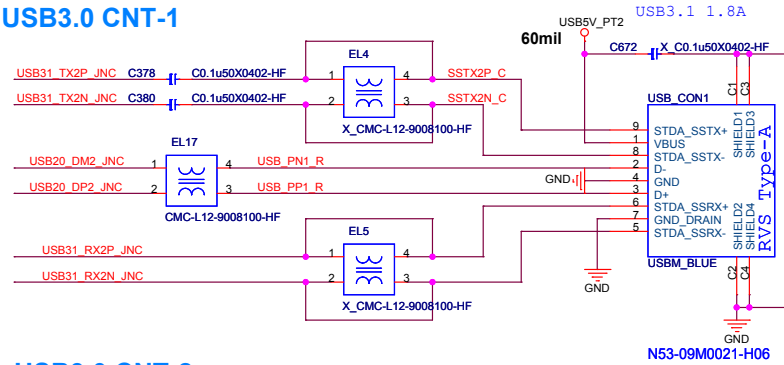 USB3.0 CNT-1
USB3.1 1.8A
USB5V_PT2
60mil
C672 X_C0.1u50X0402-HF
EL4
USB31_TX2P_JNC C378 C0.1u50X0402-HF 1 4 SSTX2P_C
USB31_TX2N_JNC C380 C0.1u50X0402-HF 2 3 SSTX2N_C
X_CMC-L12-9008100-HF
C1 C3
USB_CON1
9 STDA_SSTX+
1 VBUS
8 STDA_SSTX-
2 D-
4 GND
3 D+
6 STDA_SSRX+
7 GND_DRAIN
5 STDA_SSRX-
SHIELD1
SHIELD3
SHIELD2
SHIELD4
RVS Type-A
USBM_BLUE
C2 C4
EL17
USB20_DM2_JNC 1 4 USB_PN1_R
USB20_DP2_JNC 2 3 USB_PP1_R
CMC-L12-9008100-HF
GND
EL5
USB31_RX2P_JNC 1 4
USB31_RX2N_JNC 2 3
X_CMC-L12-9008100-HF
GND
GND
N53-09M0021-H06